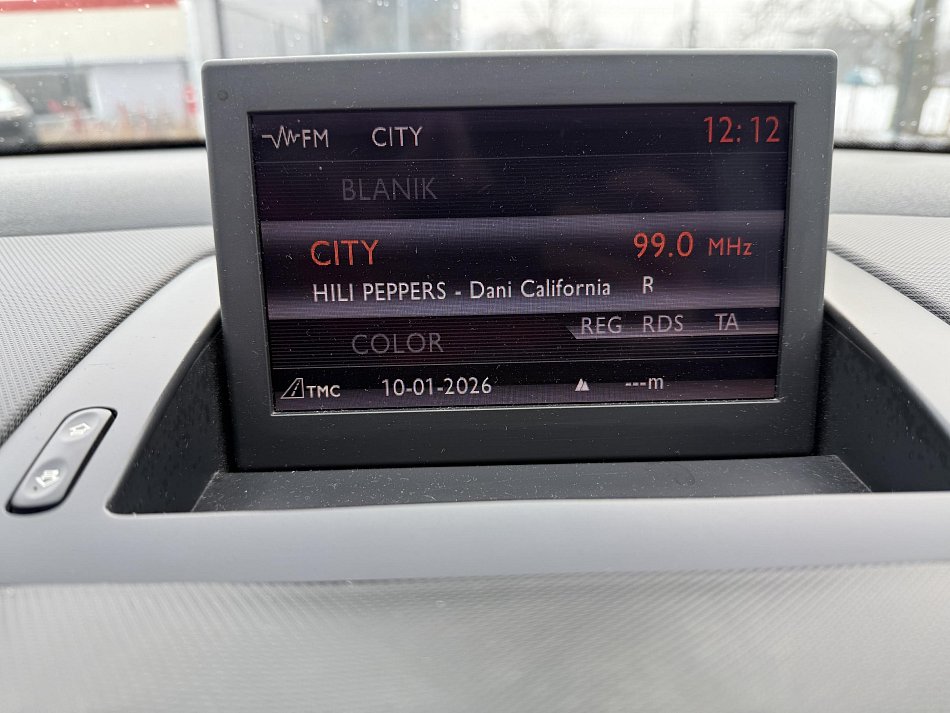 FM CITY 12:12
BLANIK
CITY 99.0 MHz
HILI PEPPERS - Dani California R
REG RDS TA
COLOR
TMC 10-01-2026 ---m